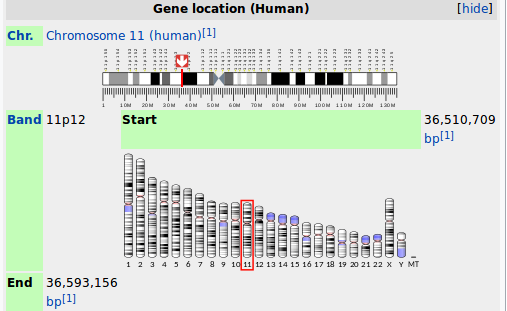 Gene location (Human)
[hide]
Chr.
Chromosome 11 (human)[1]
1 10M 20 M 30M 40M 50M 60M 70M 80M 90M 100M 110M 120M 130M
Band
11p12
Start
36,510,709
bp[1]
1 2 3 4 5 6 7 8 9 10 11 12 13 14 15 16 17 18 19 20 21 22 X Y MT
End
36,593,156
bp[1]